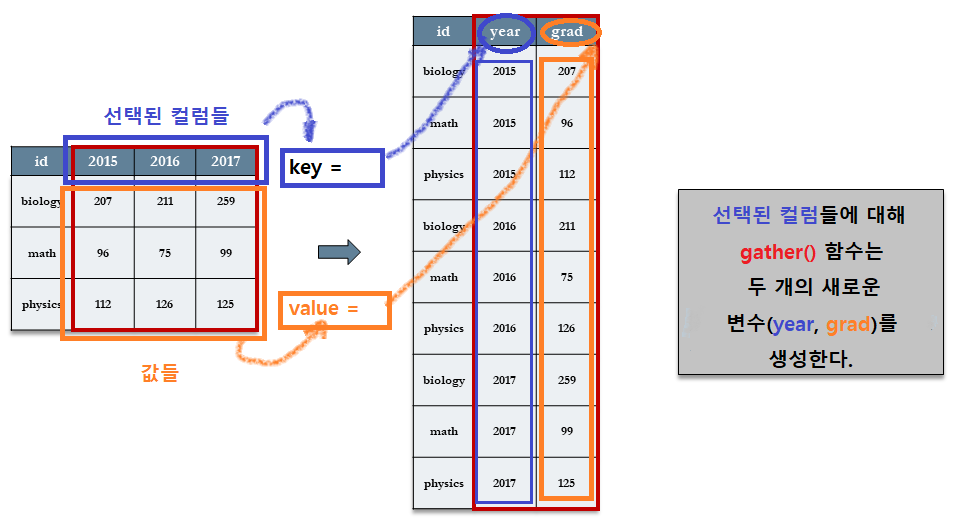 선택된 컬럼들
id 2015 2016 2017
biology 207 211 259
math 96 75 99
physics 112 126 125
값들
key =
value =
id year grad
biology 2015 207
math 2015 96
physics 2015 112
biology 2016 211
math 2016 75
physics 2016 126
biology 2017 259
math 2017 99
physics 2017 125
선택된 컬럼들에 대해
gather() 함수는
두 개의 새로운
변수(year, grad)를
생성한다.